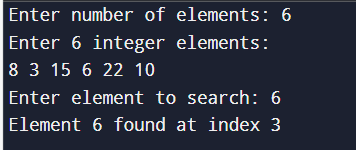 Enter number of elements: 6
Enter 6 integer elements:
8 3 15 6 22 10
Enter element to search: 6
Element 6 found at index 3